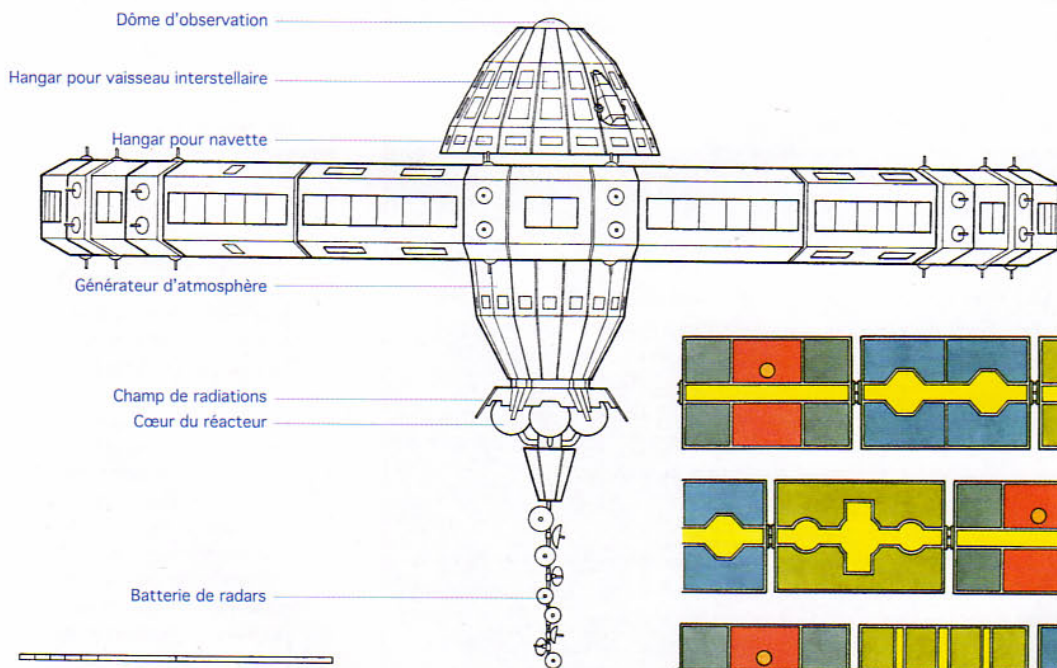 Dôme d'observation
Hangar pour vaisseau interstellaire
Hangar pour navette
Générateur d'atmosphère
Champ de radiations
Cœur du réacteur
Batterie de radars